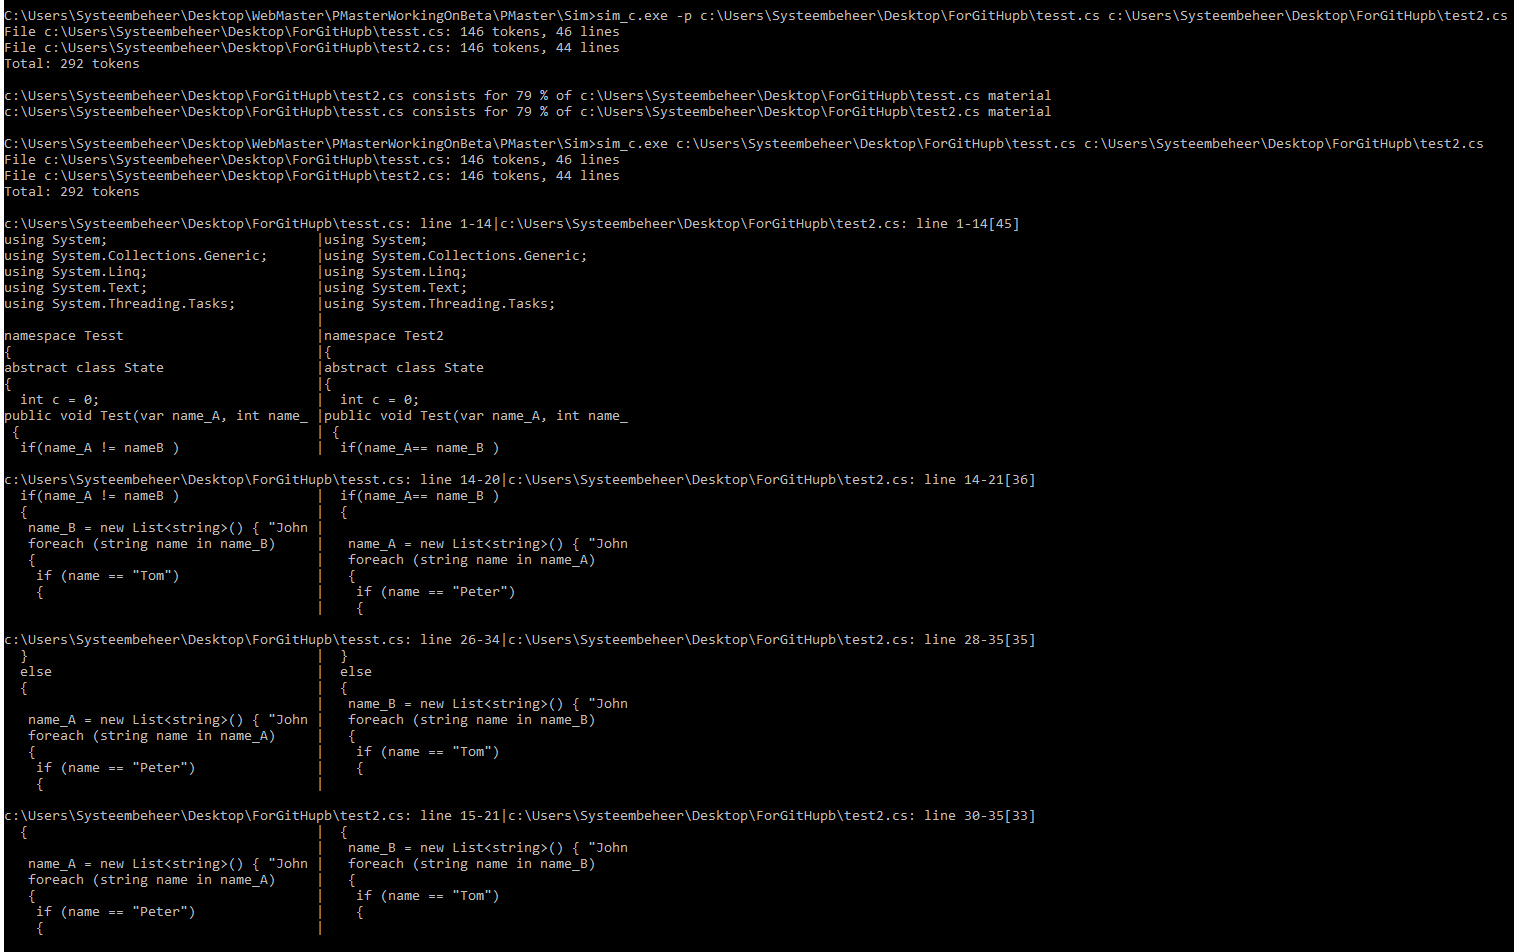 C:\Users\Systeembeheer\Desktop\WebMaster\PMasterWorkingOnBeta\PMaster\Sim>sim_c.exe -p c:\Users\Systeembeheer\Desktop\ForGitHupb\tesst.cs c:\Users\Systeembeheer\Desktop\ForGitHupb\test2.cs
File c:\Users\Systeembeheer\Desktop\ForGitHupb\tesst.cs: 146 tokens, 46 lines
File c:\Users\Systeembeheer\Desktop\ForGitHupb\test2.cs: 146 tokens, 44 lines
Total: 292 tokens

c:\Users\Systeembeheer\Desktop\ForGitHupb\test2.cs consists for 79 % of c:\Users\Systeembeheer\Desktop\ForGitHupb\tesst.cs material
c:\Users\Systeembeheer\Desktop\ForGitHupb\tesst.cs consists for 79 % of c:\Users\Systeembeheer\Desktop\ForGitHupb\test2.cs material

C:\Users\Systeembeheer\Desktop\WebMaster\PMasterWorkingOnBeta\PMaster\Sim>sim_c.exe c:\Users\Systeembeheer\Desktop\ForGitHupb\tesst.cs c:\Users\Systeembeheer\Desktop\ForGitHupb\test2.cs
File c:\Users\Systeembeheer\Desktop\ForGitHupb\tesst.cs: 146 tokens, 46 lines
File c:\Users\Systeembeheer\Desktop\ForGitHupb\test2.cs: 146 tokens, 44 lines
Total: 292 tokens

c:\Users\Systeembeheer\Desktop\ForGitHupb\tesst.cs: line 1-14|c:\Users\Systeembeheer\Desktop\ForGitHupb\test2.cs: line 1-14[45]
using System;                          |using System;
using System.Collections.Generic;      |using System.Collections.Generic;
using System.Linq;                     |using System.Linq;
using System.Text;                     |using System.Text;
using System.Threading.Tasks;          |using System.Threading.Tasks;
                                       |
namespace Tesst                        |namespace Test2
{                                      |{
abstract class State                   |abstract class State
{                                      |{
  int c = 0;                           |  int c = 0;
public void Test(var name_A, int name_ |public void Test(var name_A, int name_
 {                                     | {
  if(name_A != nameB )                 |  if(name_A== name_B )

c:\Users\Systeembeheer\Desktop\ForGitHupb\tesst.cs: line 14-20|c:\Users\Systeembeheer\Desktop\ForGitHupb\test2.cs: line 14-21[36]
  if(name_A != nameB )                 |  if(name_A== name_B )
  {                                    |  {
   name_B = new List<string>() { "John |
   foreach (string name in name_B)     |   name_A = new List<string>() { "John
   {                                   |   foreach (string name in name_A)
    if (name == "Tom")                 |   {
    {                                  |    if (name == "Peter")
                                       |    {

c:\Users\Systeembeheer\Desktop\ForGitHupb\tesst.cs: line 26-34|c:\Users\Systeembeheer\Desktop\ForGitHupb\test2.cs: line 28-35[35]
  }                                    |  }
  else                                 |  else
  {                                    |  {
                                       |   name_B = new List<string>() { "John
   name_A = new List<string>() { "John |   foreach (string name in name_B)
   foreach (string name in name_A)     |   {
   {                                   |    if (name == "Tom")
    if (name == "Peter")               |    {
    {                                  |

c:\Users\Systeembeheer\Desktop\ForGitHupb\test2.cs: line 15-21|c:\Users\Systeembeheer\Desktop\ForGitHupb\test2.cs: line 30-35[33]
  {                                    |  {
                                       |   name_B = new List<string>() { "John
   name_A = new List<string>() { "John |   foreach (string name in name_B)
   foreach (string name in name_A)     |   {
   {                                   |    if (name == "Tom")
    if (name == "Peter")               |    {
    {                                  |